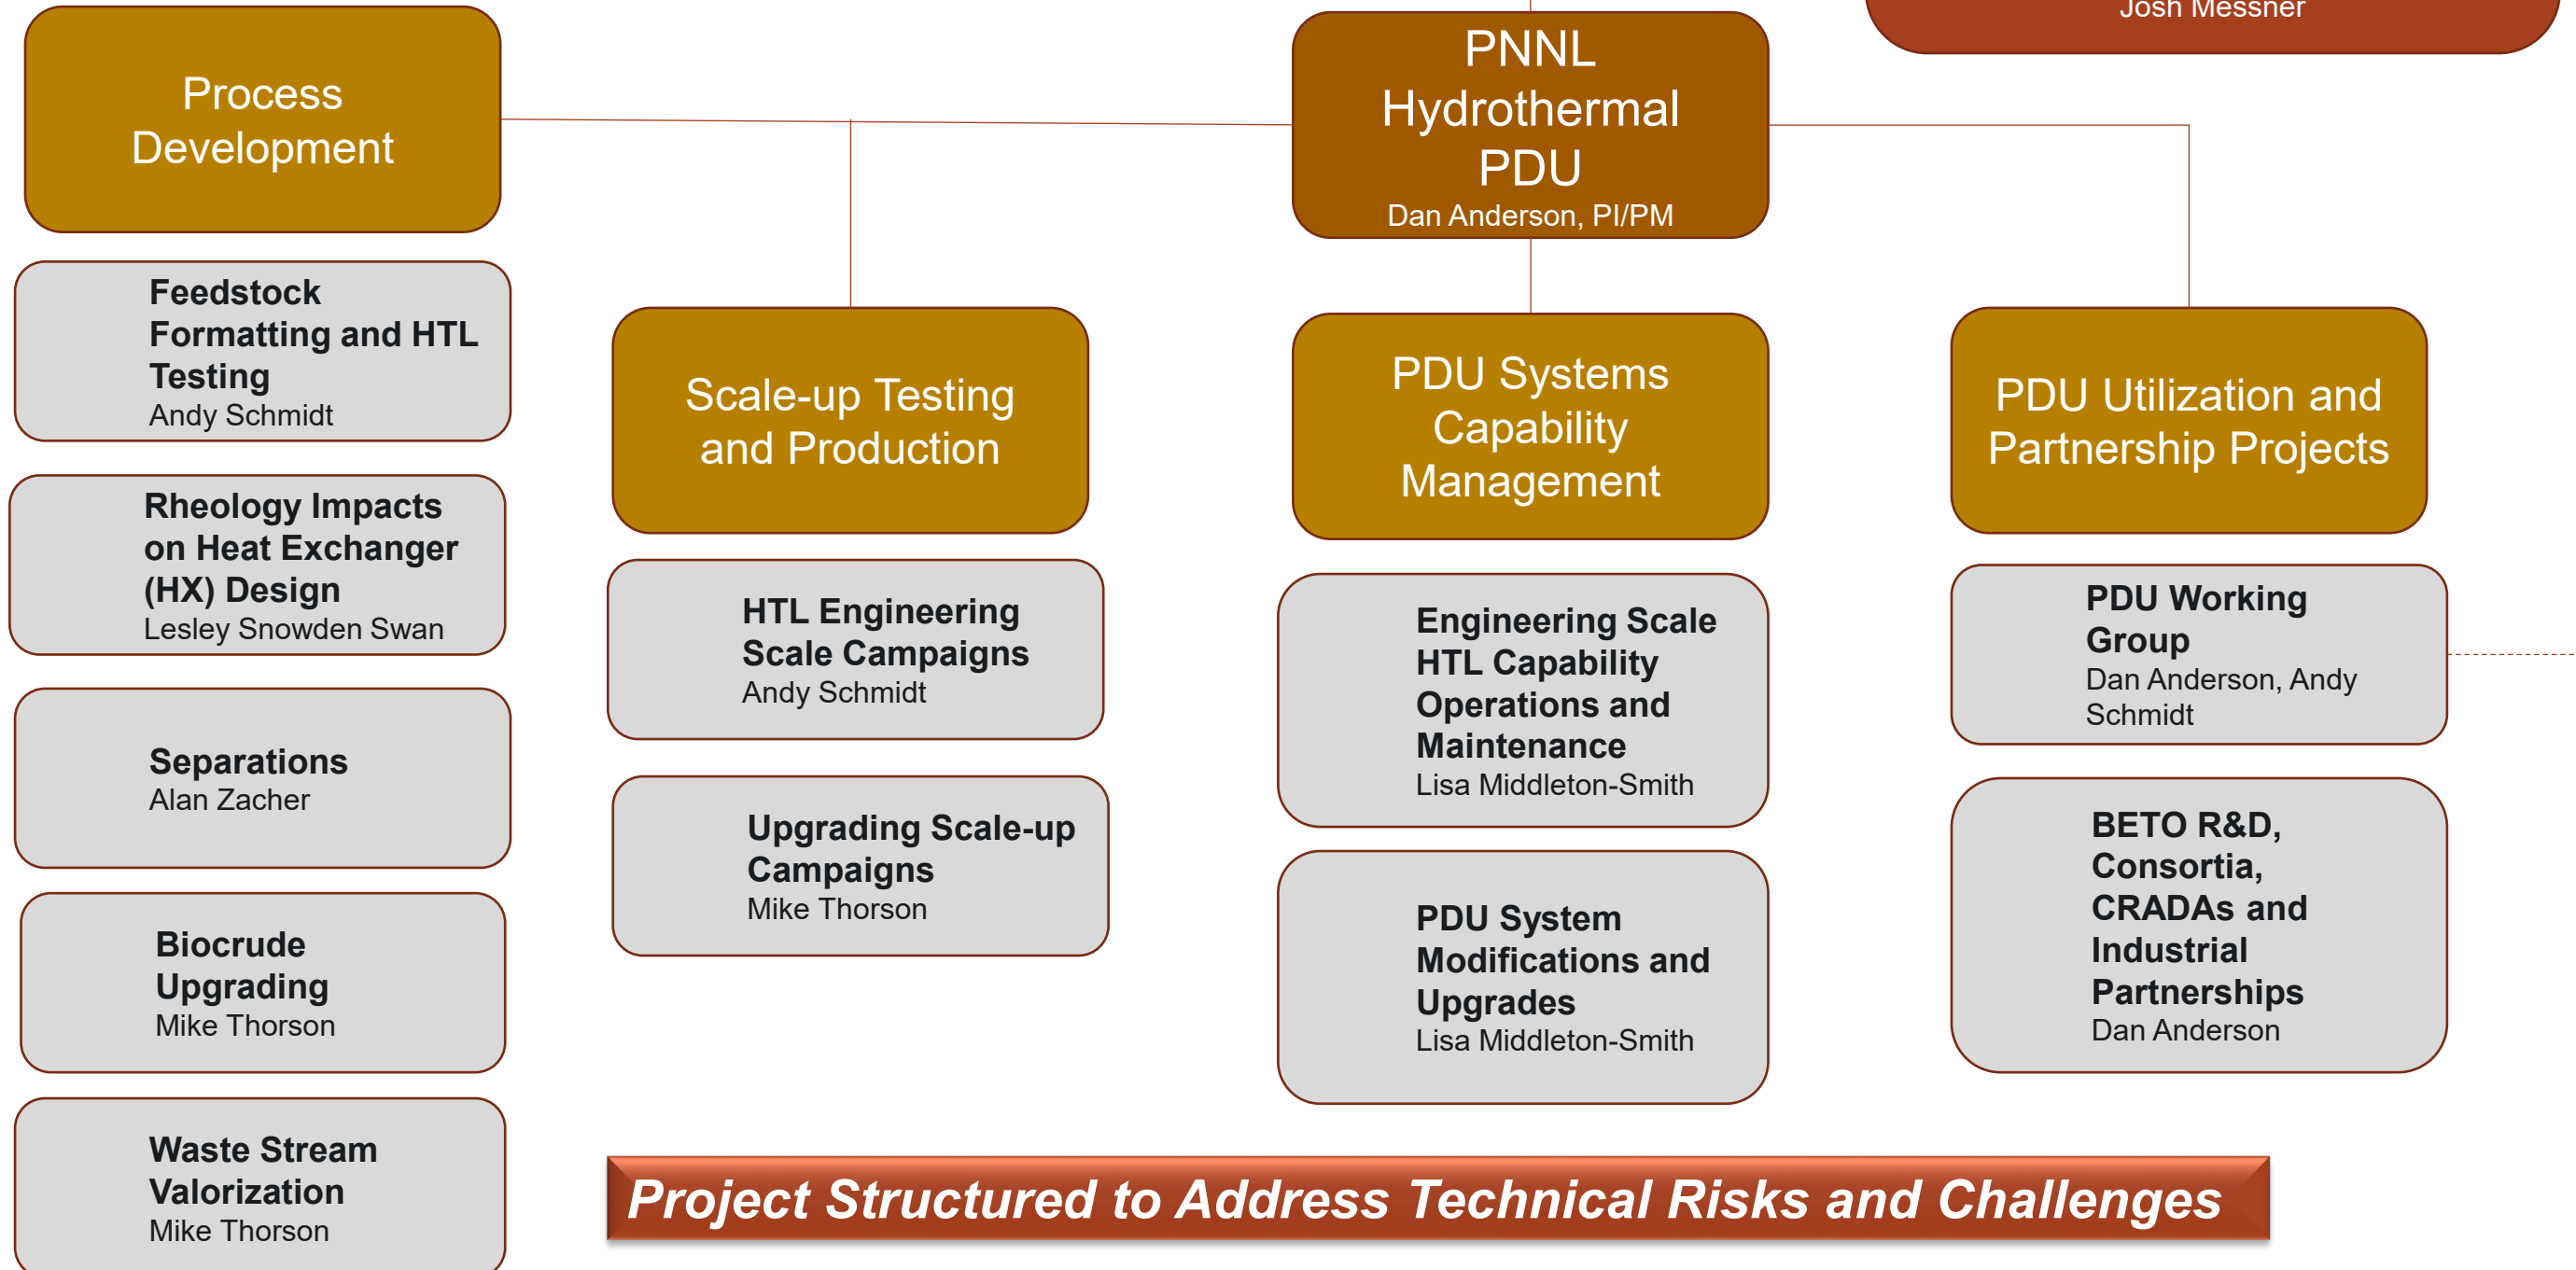 Josh Messner
PNNL
Hydrothermal
PDU
Dan Anderson, PI/PM
Process
Development
Feedstock
Formatting and HTL
Testing
Andy Schmidt
Rheology Impacts
on Heat Exchanger
(HX) Design
Lesley Snowden Swan
Separations
Alan Zacher
Biocrude
Upgrading
Mike Thorson
Waste Stream
Valorization
Mike Thorson
Scale-up Testing
and Production
HTL Engineering
Scale Campaigns
Andy Schmidt
Upgrading Scale-up
Campaigns
Mike Thorson
PDU Systems
Capability
Management
Engineering Scale
HTL Capability
Operations and
Maintenance
Lisa Middleton-Smith
PDU System
Modifications and
Upgrades
Lisa Middleton-Smith
PDU Utilization and
Partnership Projects
PDU Working
Group
Dan Anderson, Andy
Schmidt
BETO R&D,
Consortia,
CRADAs and
Industrial
Partnerships
Dan Anderson
Project Structured to Address Technical Risks and Challenges